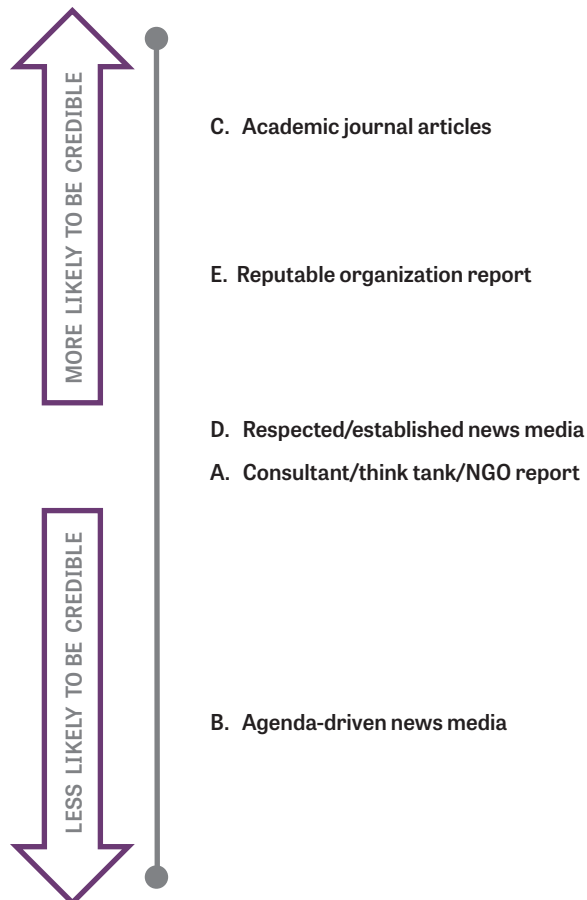 MORE LIKELY TO BE CREDIBLE
C. Academic journal articles
E. Reputable organization report
D. Respected/established news media
A. Consultant/think tank/NGO report
LESS LIKELY TO BE CREDIBLE
B. Agenda-driven news media